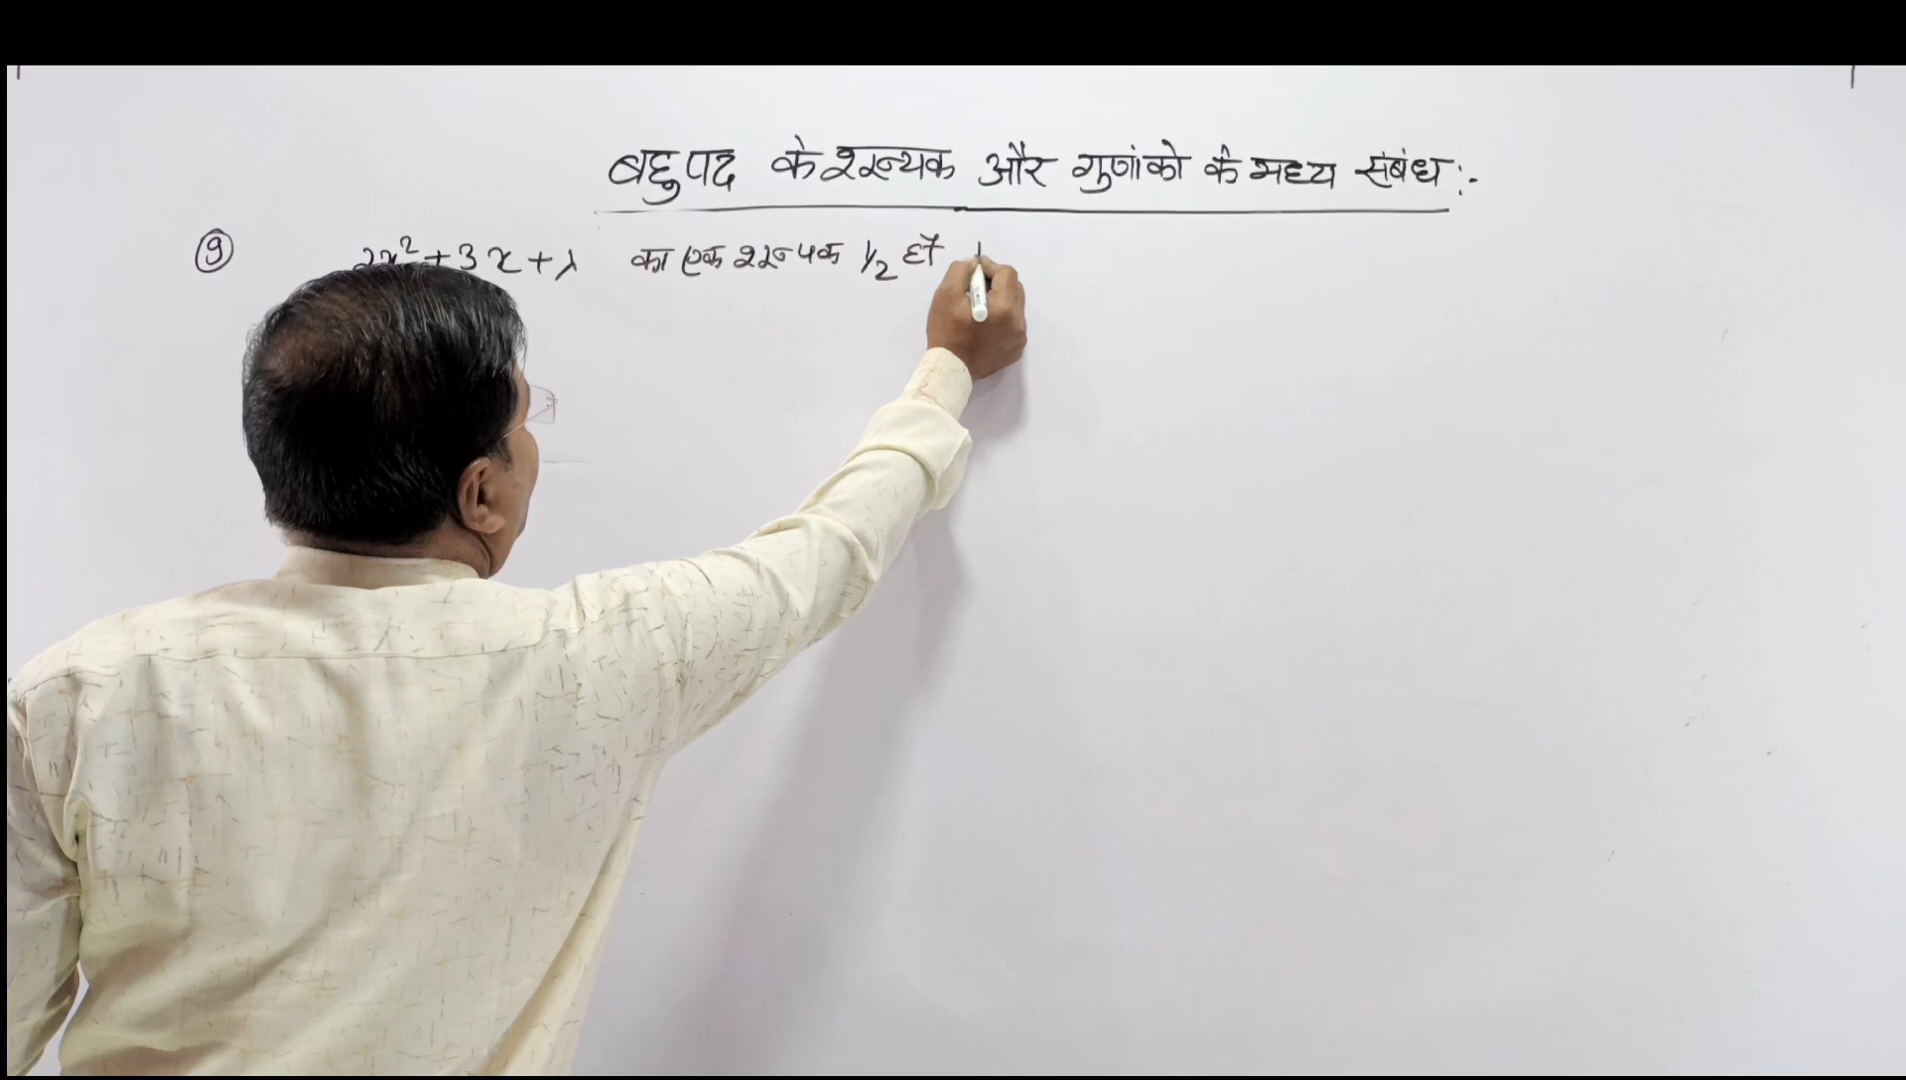 बहुपद के शून्यक और गुणांको के मध्य संबंध :-
9 2x² + 3x + λ का एक शून्यक 1/2 है